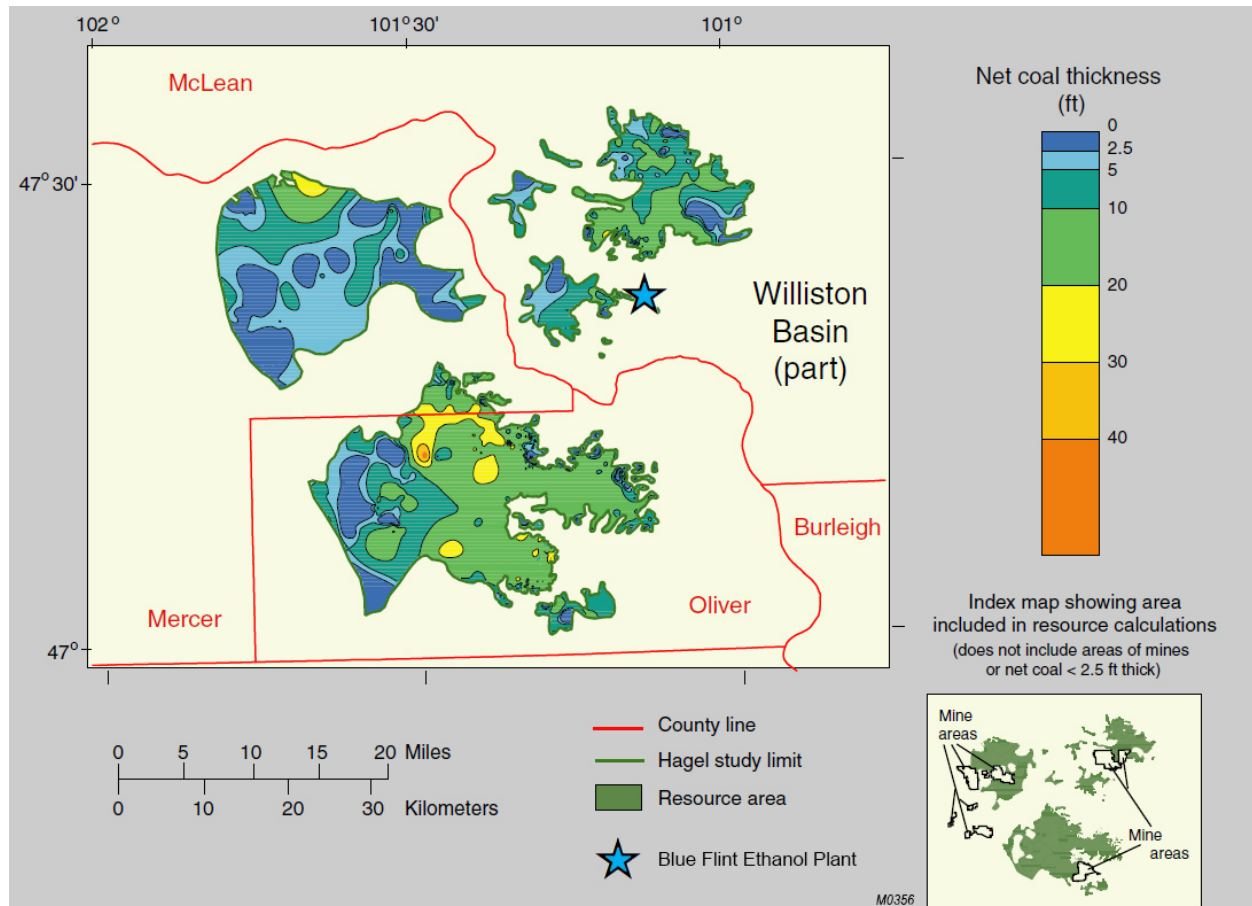 102°
101°30'
101°
McLean
47°30'
Williston
Basin
(part)
Burleigh
Mercer
Oliver
47°
Net coal thickness
(ft)
0
2.5
5
10
20
30
40
Index map showing area
included in resource calculations
(does not include areas of mines
or net coal < 2.5 ft thick)
Mine
areas
Mine
areas
0 5 10 15 20 Miles
0 10 20 30 Kilometers
County line
Hagel study limit
Resource area
Blue Flint Ethanol Plant
M0356